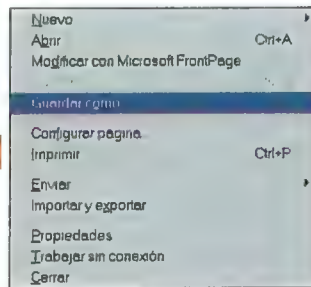 Nuevo
Abrir Ctrl+A
Modificar con Microsoft FrontPage
Guardar como
Configurar pagina
Imprimir Ctrl+P
Enviar
Importar y exportar
Propiedades
Trabajar sin conexión
Cerrar